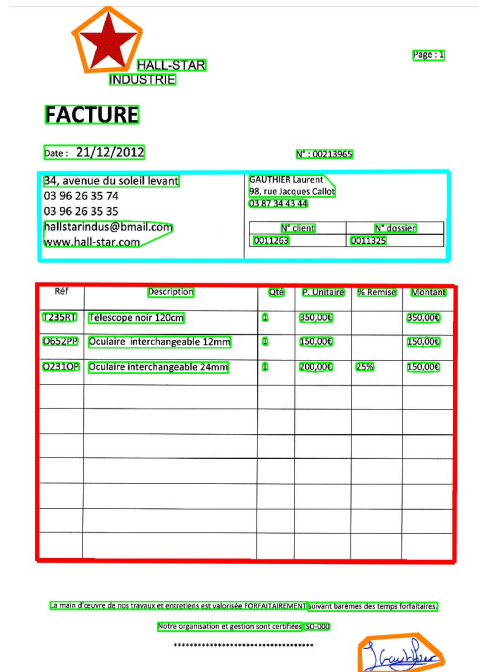 Page : 1
HALL-STAR
INDUSTRIE
FACTURE
Date : 21/12/2012
N° : 00213965
34, avenue du soleil levant
03 96 26 35 74
03 96 26 35 35
hallstarindus@bmail.com
www.hall-star.com
GAUTHIER Laurent
98, rue Jacques Callot
03 87 34 43 44
N° client N° dossier
0011263 0011325
Réf Description Qté P. Unitaire % Remise Montant
T235RT Télescope noir 120cm 1 350,00€ 350,00€
O652PP Oculaire interchangeable 12mm 1 150,00€ 150,00€
O231OP Oculaire interchangeable 24mm 1 200,00€ 25% 150,00€
La main d'œuvre de nos travaux et entretiens est valorisée FORFAITAIREMENT suivant barèmes des temps forfaitaires.
Notre organisation et gestion sont certifiées ISO-000
***********************************